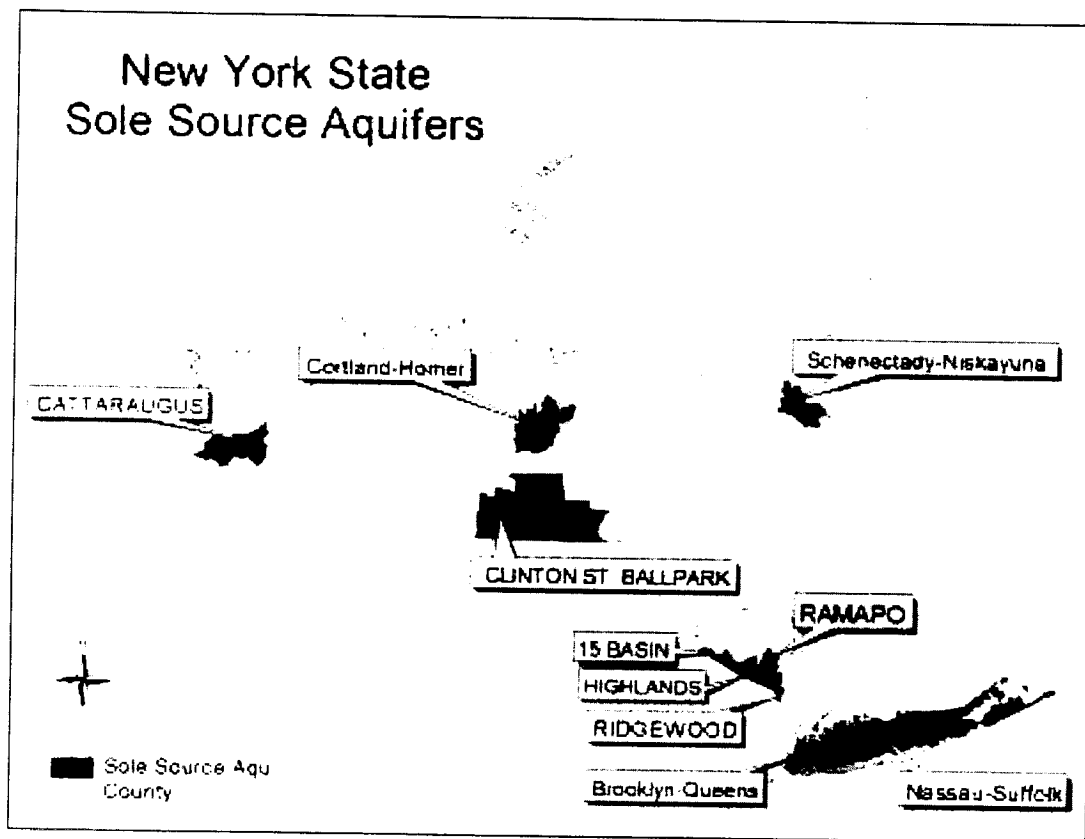 New York State
Sole Source Aquifers
Cortland-Homer
Schenectady-Niskayuna
CATTARAUGUS
CLINTON ST BALLPARK
RAMAPO
15 BASIN
HIGHLANDS
RIDGEWOOD
Brooklyn-Queens
Nassau-Suffolk
Sole Source Aqu
County